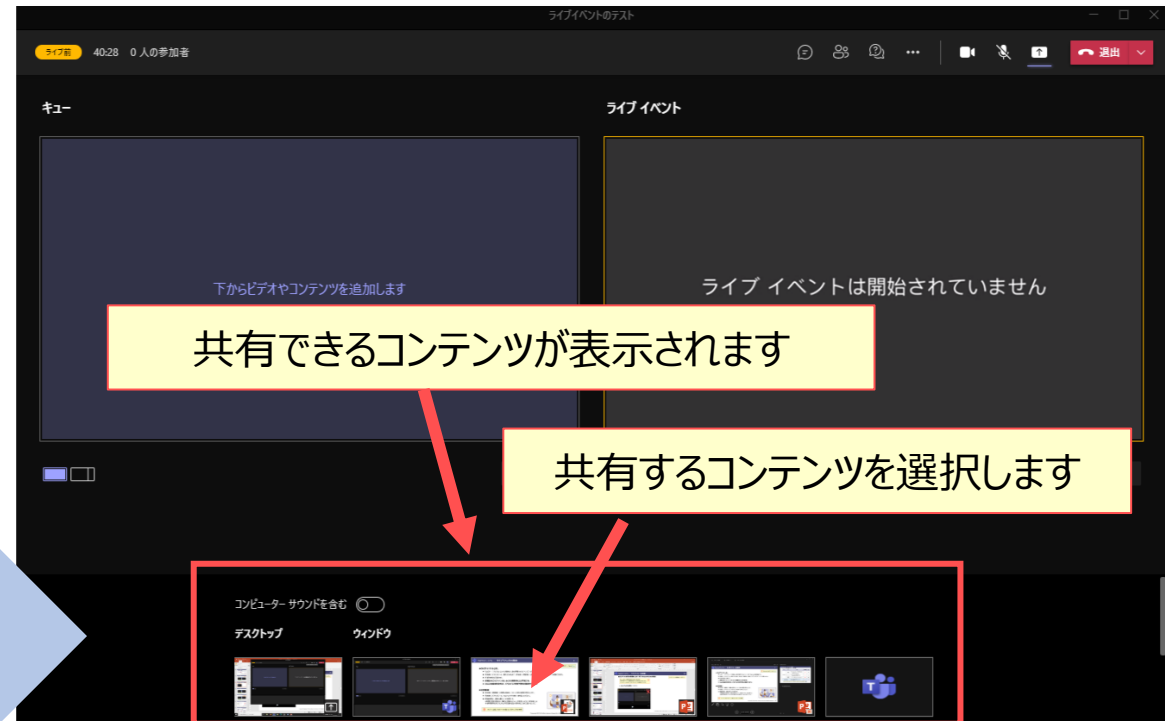 ライブイベントのテスト
ライブ前 40:28 0 人の参加者
退出
キュー
ライブ イベント
下からビデオやコンテンツを追加します
ライブ イベントは開始されていません
共有できるコンテンツが表示されます
共有するコンテンツを選択します
コンピューター サウンドを含む
デスクトップ ウィンドウ